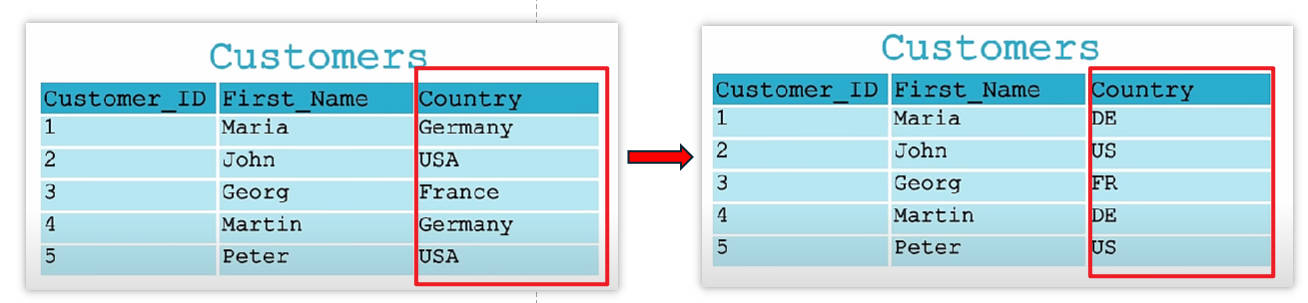 Customers
Customer_ID First_Name Country
1 Maria Germany
2 John USA
3 Georg France
4 Martin Germany
5 Peter USA
Customers
Customer_ID First_Name Country
1 Maria DE
2 John US
3 Georg FR
4 Martin DE
5 Peter US